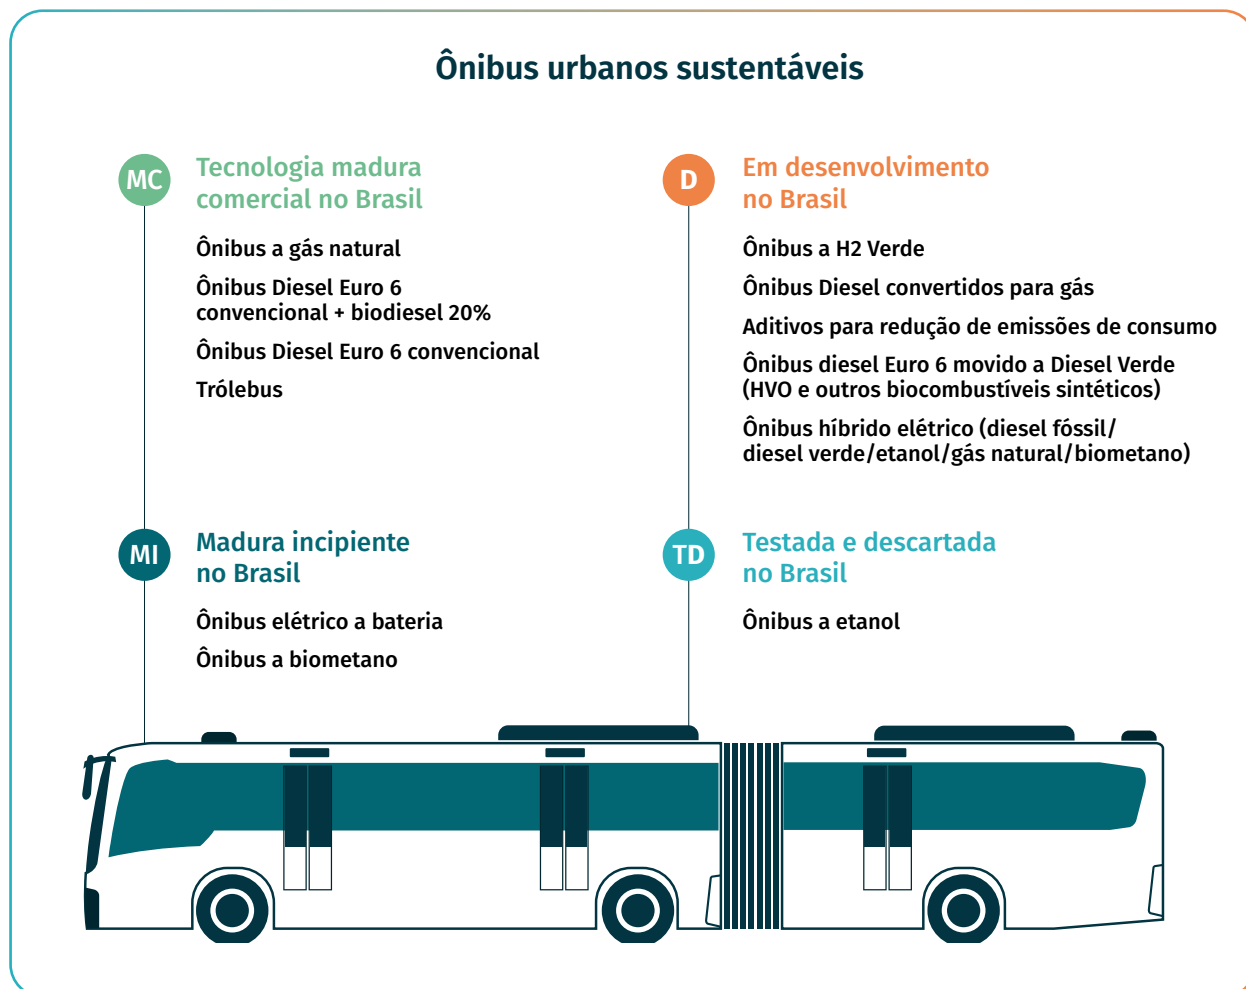 Ônibus urbanos sustentáveis
MC
Tecnologia madura
comercial no Brasil
Ônibus a gás natural
Ônibus Diesel Euro 6
convencional + biodiesel 20%
Ônibus Diesel Euro 6 convencional
Trólebus
MI
Madura incipiente
no Brasil
Ônibus elétrico a bateria
Ônibus a biometano
D
Em desenvolvimento
no Brasil
Ônibus a H2 Verde
Ônibus Diesel convertidos para gás
Aditivos para redução de emissões de consumo
Ônibus diesel Euro 6 movido a Diesel Verde
(HVO e outros biocombustíveis sintéticos)
Ônibus híbrido elétrico (diesel fóssil/
diesel verde/etanol/gás natural/biometano)
TD
Testada e descartada
no Brasil
Ônibus a etanol